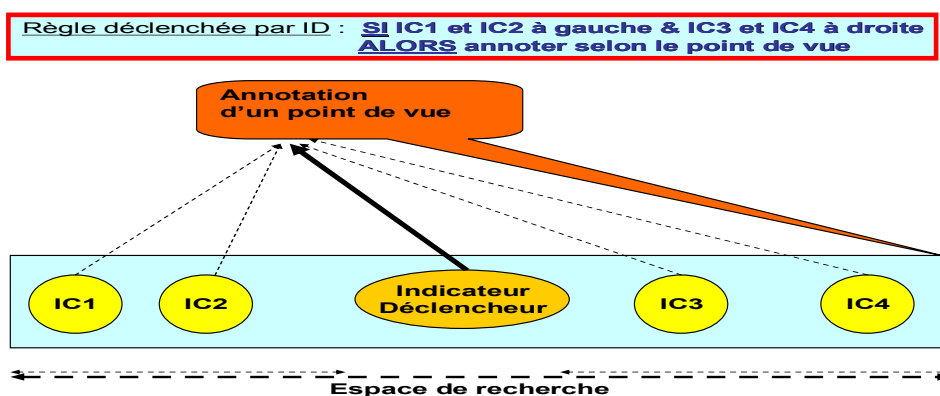 Règle déclenchée par ID : SI IC1 et IC2 à gauche & IC3 et IC4 à droite
ALORS annoter selon le point de vue
Annotation
d'un point de vue
IC1
IC2
Indicateur
Déclencheur
IC3
IC4
Espace de recherche